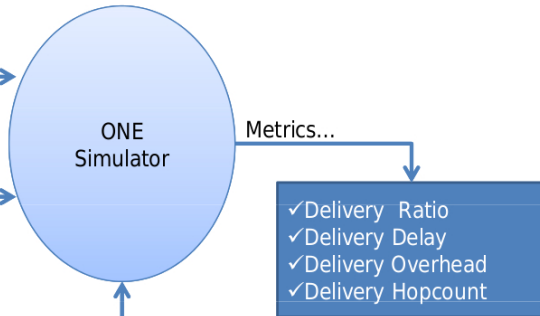 ONE
Simulator
Metrics...
✓Delivery Ratio
✓Delivery Delay
✓Delivery Overhead
✓Delivery Hopcount